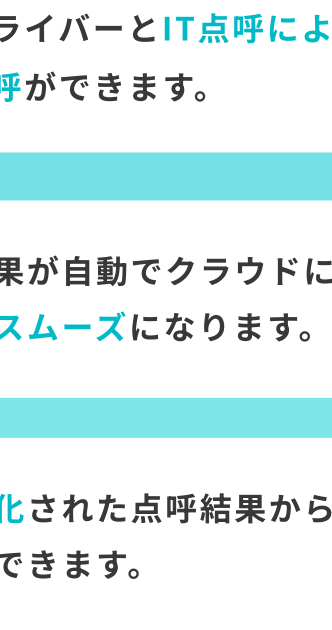 ライバーとIT点呼によ
呼ができます。
果が自動でクラウドに
スムーズになります。
化された点呼結果から
できます。